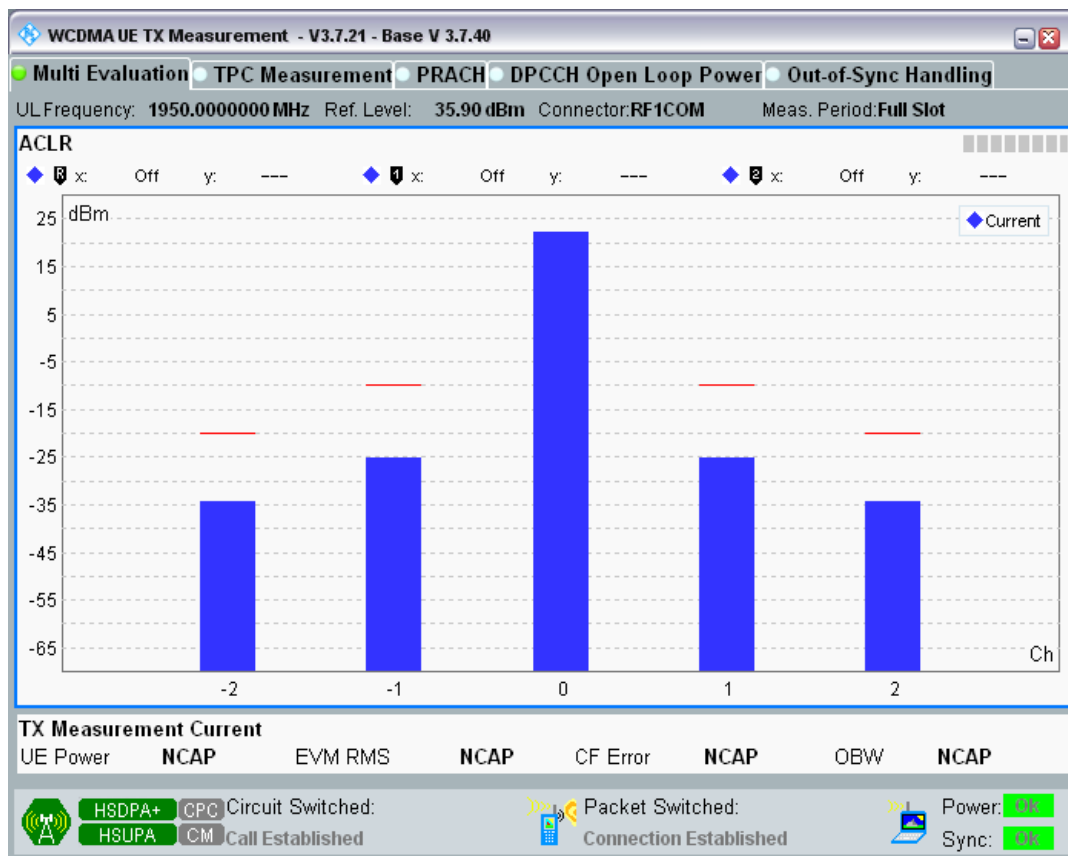 WCDMA UE TX Measurement - V3.7.21 - Base V 3.7.40
Multi Evaluation TPC Measurement PRACH DPCCH Open Loop Power Out-of-Sync Handling
UL Frequency: 1950.0000000 MHz Ref. Level: 35.90 dBm Connector:RF1COM Meas. Period:Full Slot
ACLR
R x: Off y: --- 1 x: Off y: --- 2 x: Off y: ---
dBm
Current
25
15
5
-5
-15
-25
-35
-45
-55
-65
Ch
-2 -1 0 1 2
TX Measurement Current
UE Power NCAP EVM RMS NCAP CF Error NCAP OBW NCAP
HSDPA+ CPC Circuit Switched: Packet Switched: Power: OK
HSUPA CM Call Established Connection Established Sync: OK